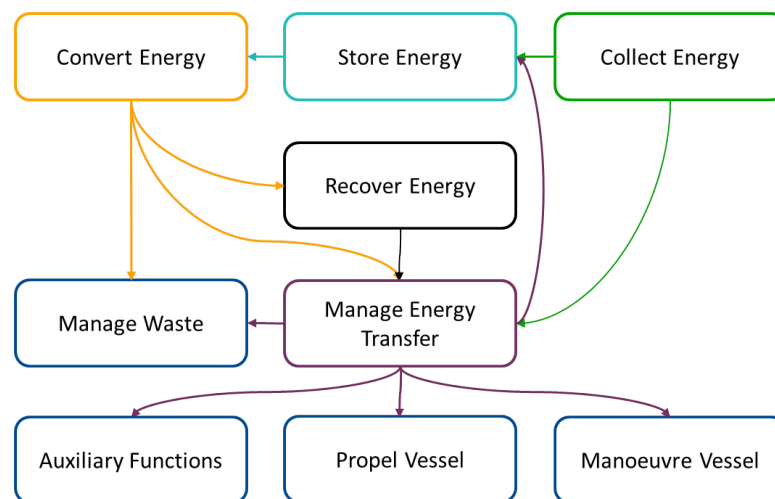 Convert Energy
Store Energy
Collect Energy
Recover Energy
Manage Waste
Manage Energy
Transfer
Auxiliary Functions
Propel Vessel
Manoeuvre Vessel